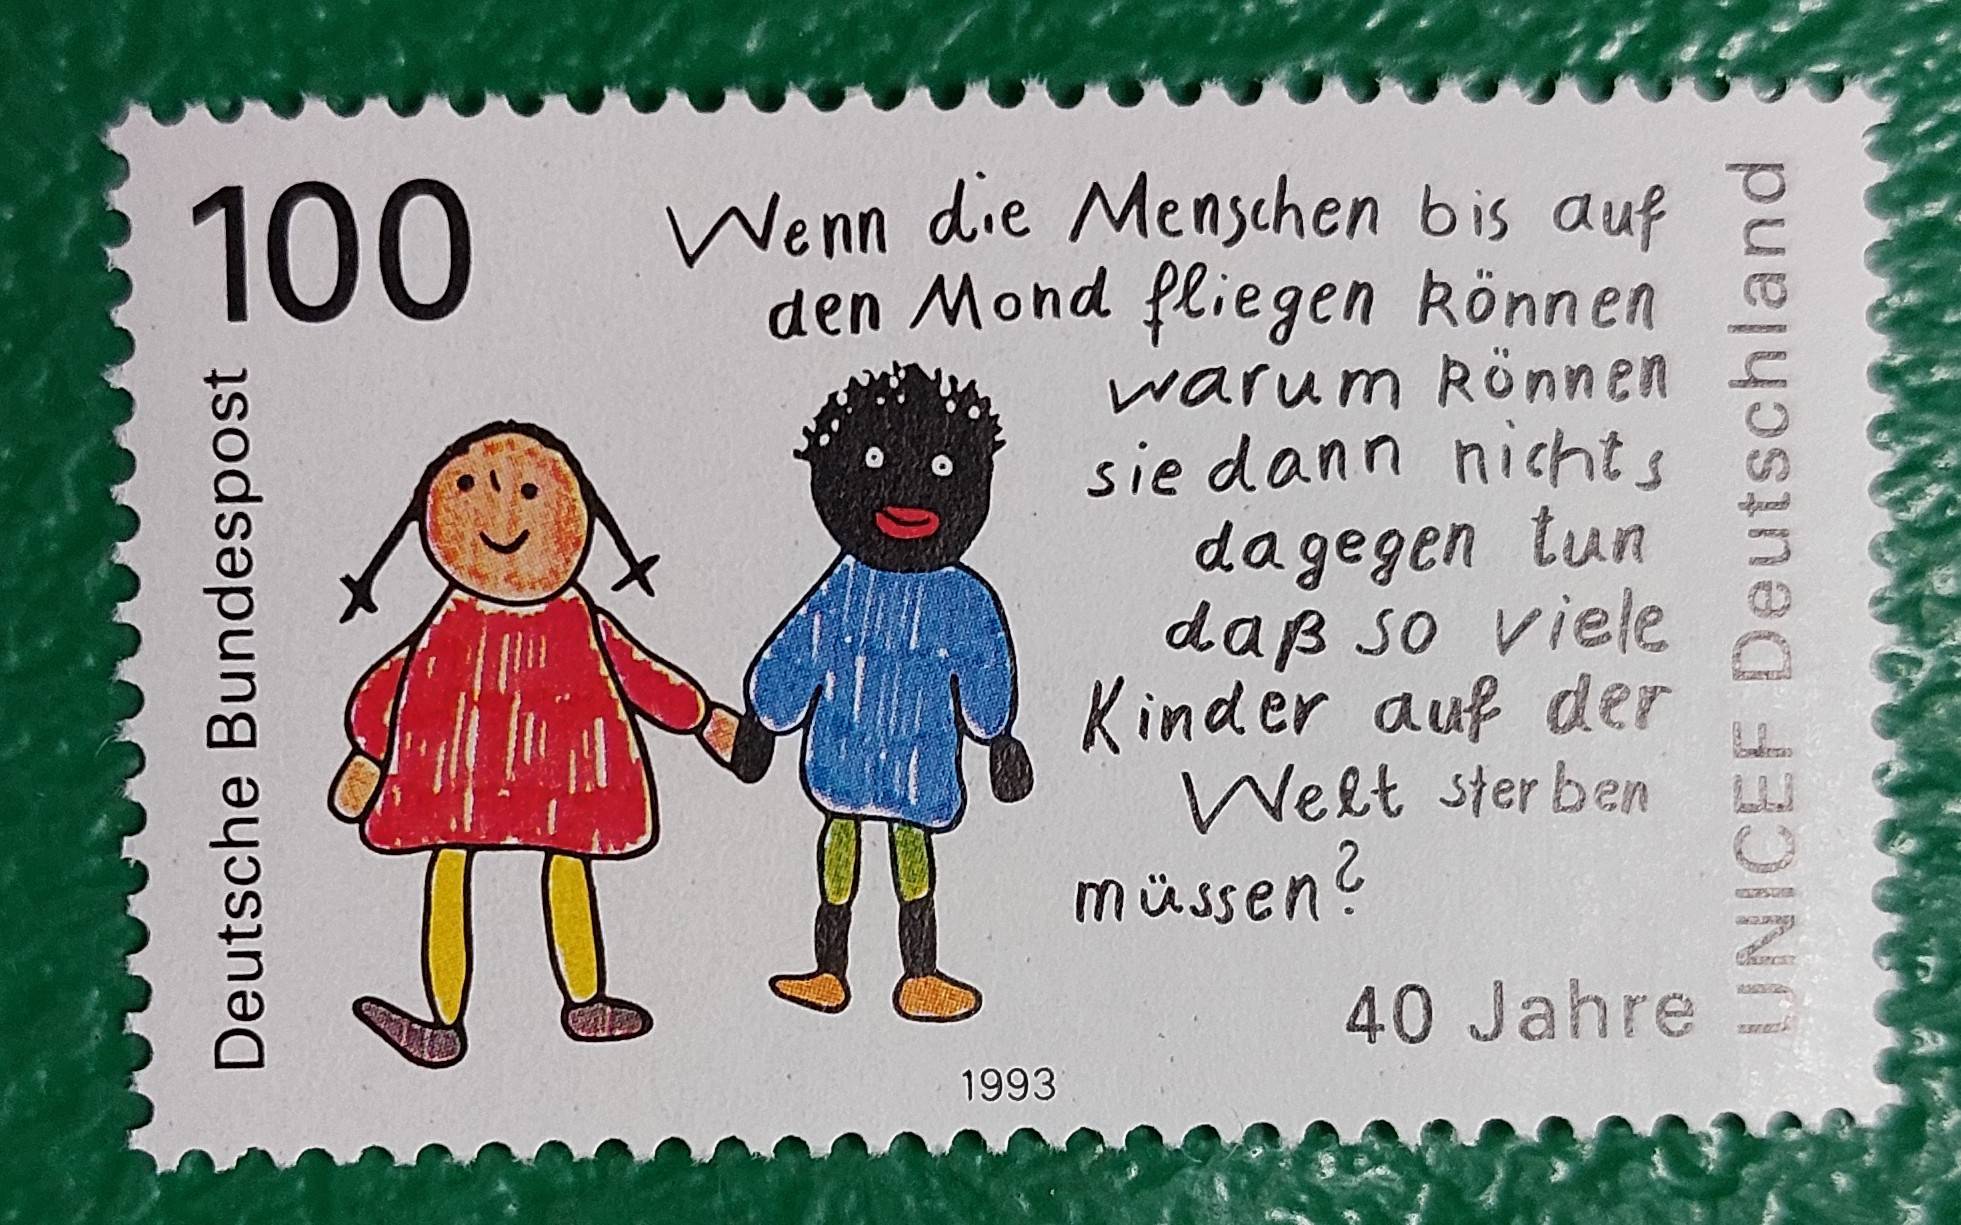 100
Deutsche Bundespost
Wenn die Menschen bis auf
den Mond fliegen können
warum können
sie dann nichts
dagegen tun
daß so viele
Kinder auf der
Welt sterben
müssen?
40 Jahre
UNICEF Deutschland
1993